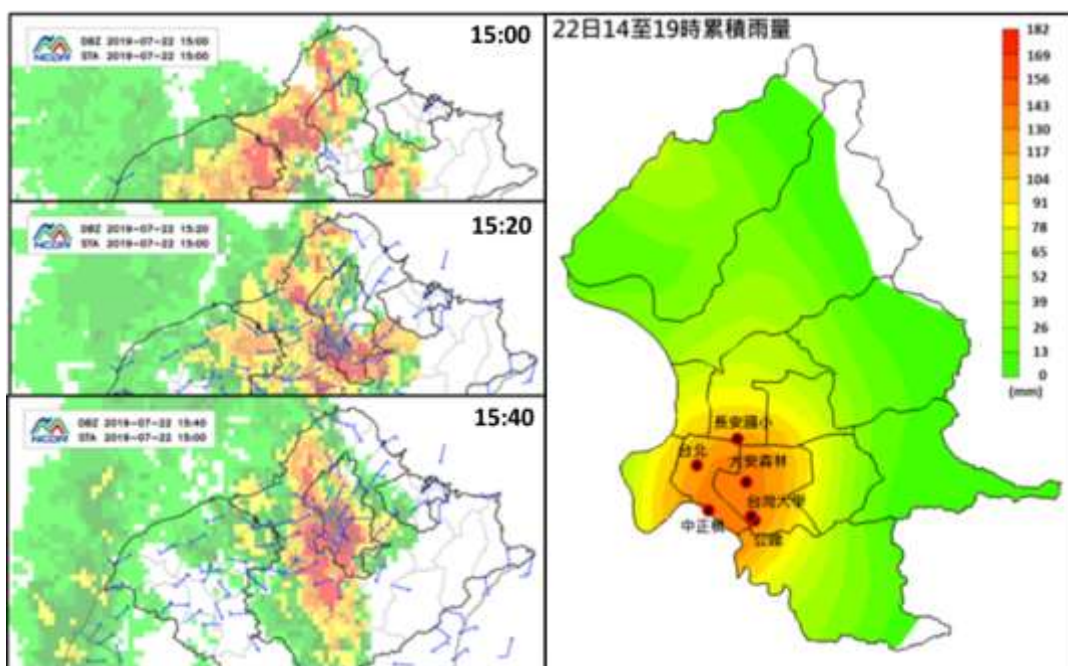 15:00
NCDR
DBZ 2019-07-22 15:00
STA 2019-07-22 15:00
15:20
NCDR
DBZ 2019-07-22 15:20
STA 2019-07-22 15:00
15:40
NCDR
DBZ 2019-07-22 15:40
STA 2019-07-22 15:00
22日14至19時累積雨量
182
169
156
143
130
117
104
91
78
65
52
39
26
13
0
(mm)
長安國小
台北
大安森林
台灣大學
中正橋
公館